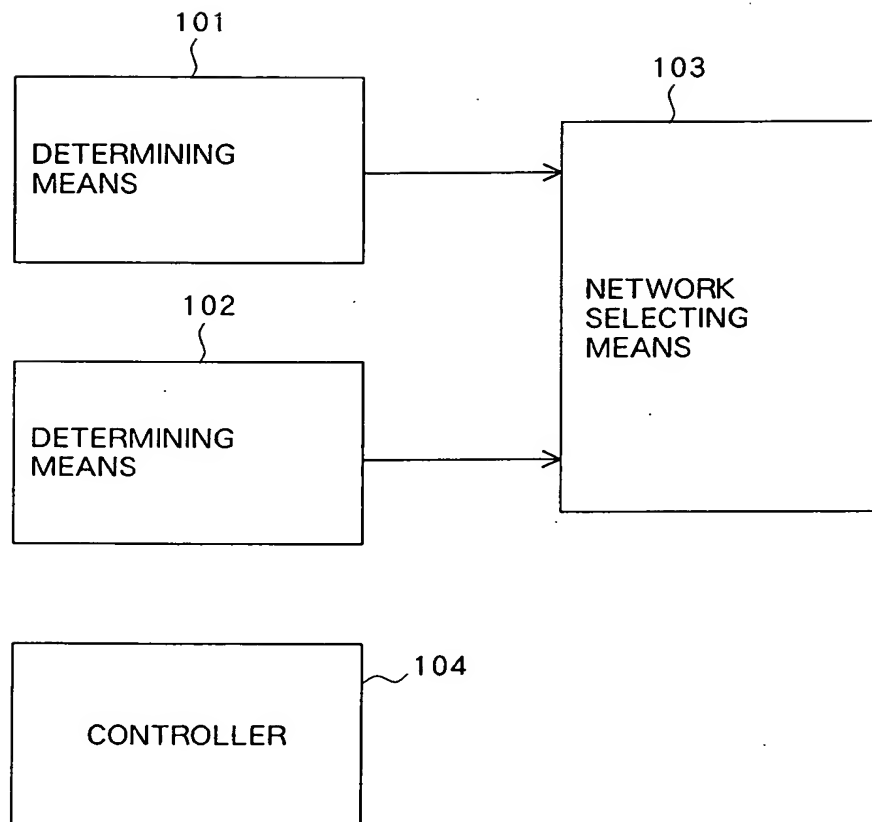 101
DETERMINING
MEANS
103
NETWORK
SELECTING
MEANS
102
DETERMINING
MEANS
104
CONTROLLER